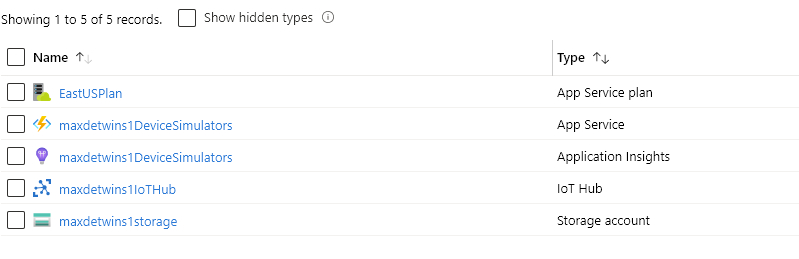 Showing 1 to 5 of 5 records. Show hidden types
Name Type
EastUSPlan App Service plan
maxdetwins1DeviceSimulators App Service
maxdetwins1DeviceSimulators Application Insights
maxdetwins1IoTHub IoT Hub
maxdetwins1storage Storage account